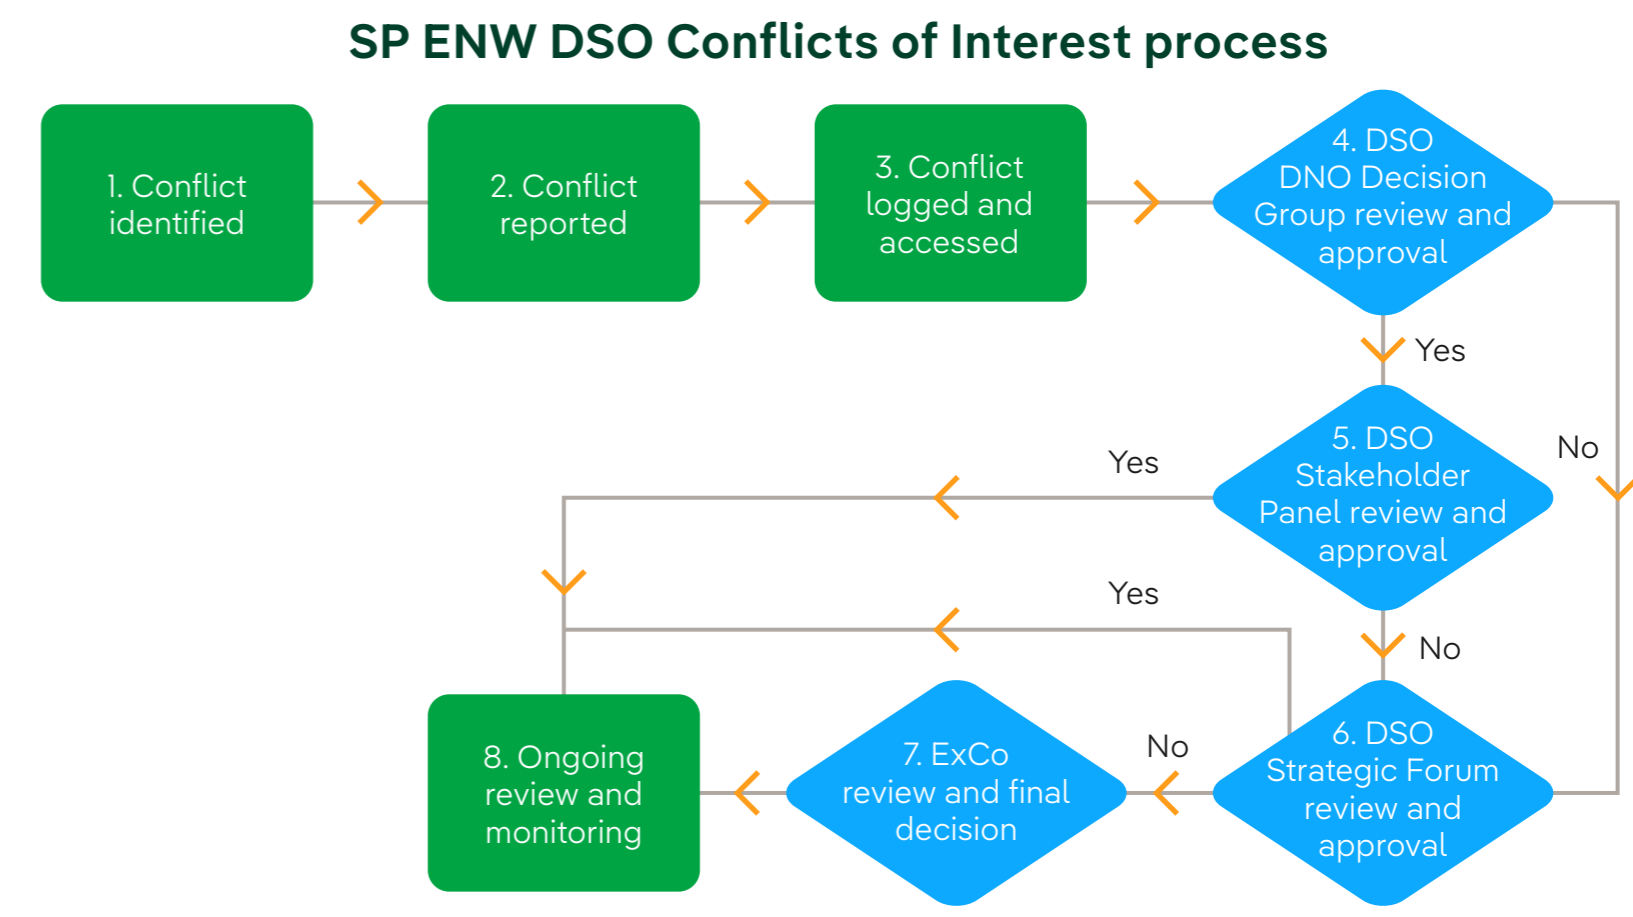 SP ENW DSO Conflicts of Interest process
1. Conflict
identified
2. Conflict
reported
3. Conflict
logged and
accessed
4. DSO
DNO Decision
Group review and
approval
Yes
No
5. DSO
Stakeholder
Panel review and
approval
Yes
Yes
No
6. DSO
Strategic Forum
review and
approval
No
7. ExCo
review and final
decision
8. Ongoing
review and
monitoring